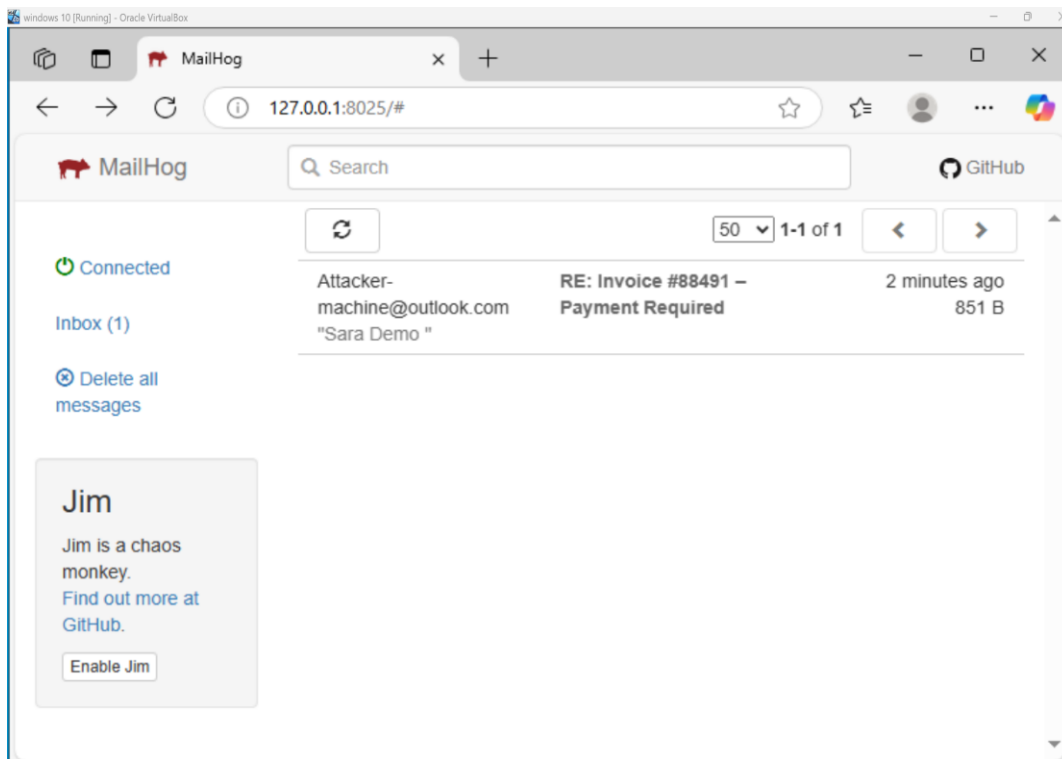 windows 10 [Running] - Oracle VirtualBox
MailHog
127.0.0.1:8025/#
MailHog
Search
GitHub
50 1-1 of 1
Connected
Inbox (1)
Delete all
messages
Attacker-
machine@outlook.com
"Sara Demo "
RE: Invoice #88491 –
Payment Required
2 minutes ago
851 B
Jim
Jim is a chaos
monkey.
Find out more at
GitHub.
Enable Jim